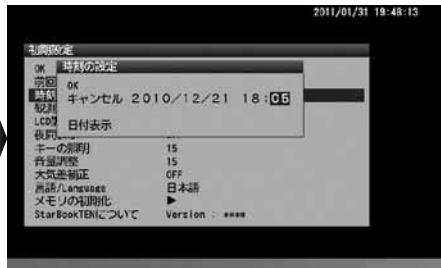 2011/01/31 19:48:13
初期設定
OK
時刻の設定
OK
キャンセル 2010/12/21 18:05
日付表示
キーの照明 15
音量調整 15
大気差補正 OFF
言語/Language 日本語
メモリの初期化 ▶
StarBookTENについて Version : ****